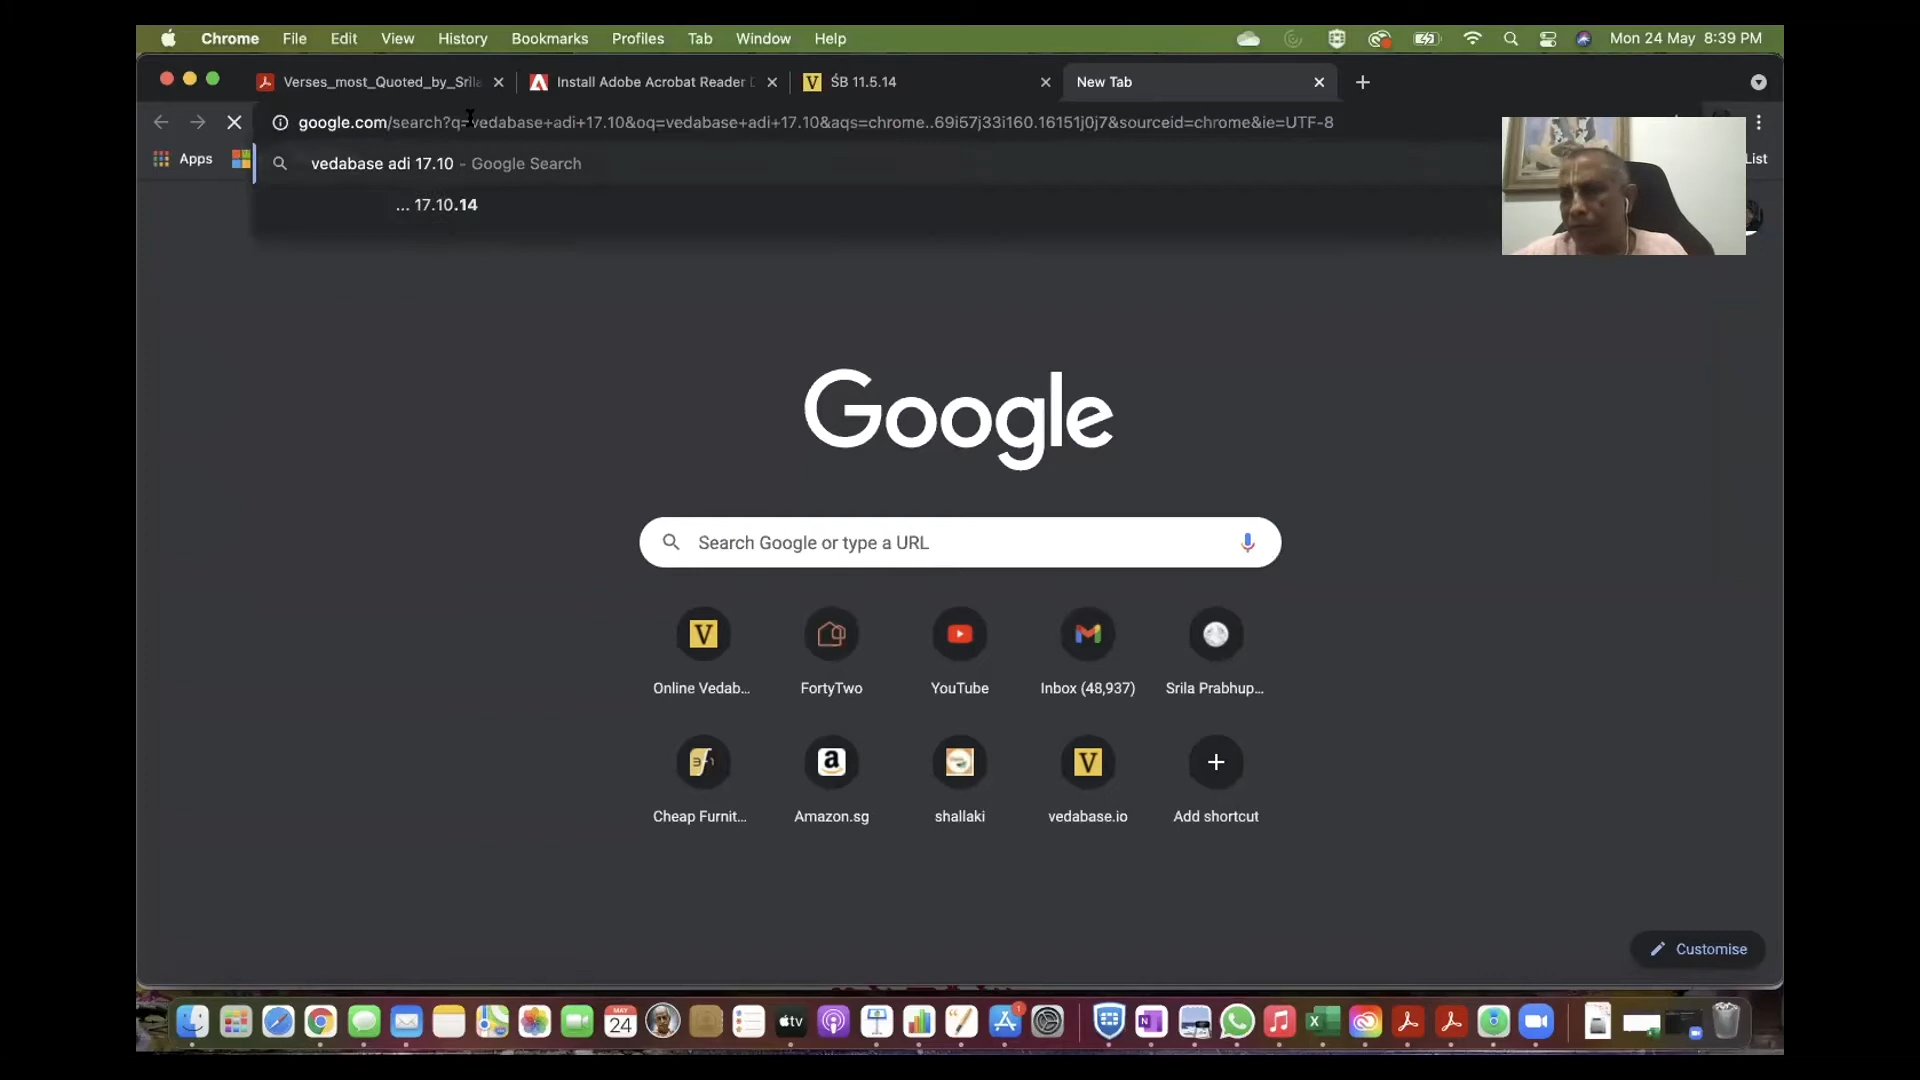 Chrome File Edit View History Bookmarks Profiles Tab Window Help Mon 24 May 8:39 PM
Verses_most_Quoted_by_Srila Install Adobe Acrobat Reader D ŚB 11.5.14 New Tab
google.com/search?q=vedabase+adi+17.10&oq=vedabase+adi+17.10&aqs=chrome..69i57j33i160.16151j0j7&sourceid=chrome&ie=UTF-8
Apps List
vedabase adi 17.10 - Google Search
... 17.10.14
Google
Search Google or type a URL
V V
Online Vedab... FortyTwo YouTube Inbox (48,937) Srila Prabhup...
Cheap Furnit... Amazon.sg shallaki vedabase.io Add shortcut
Customise
MAY
24
tv
1